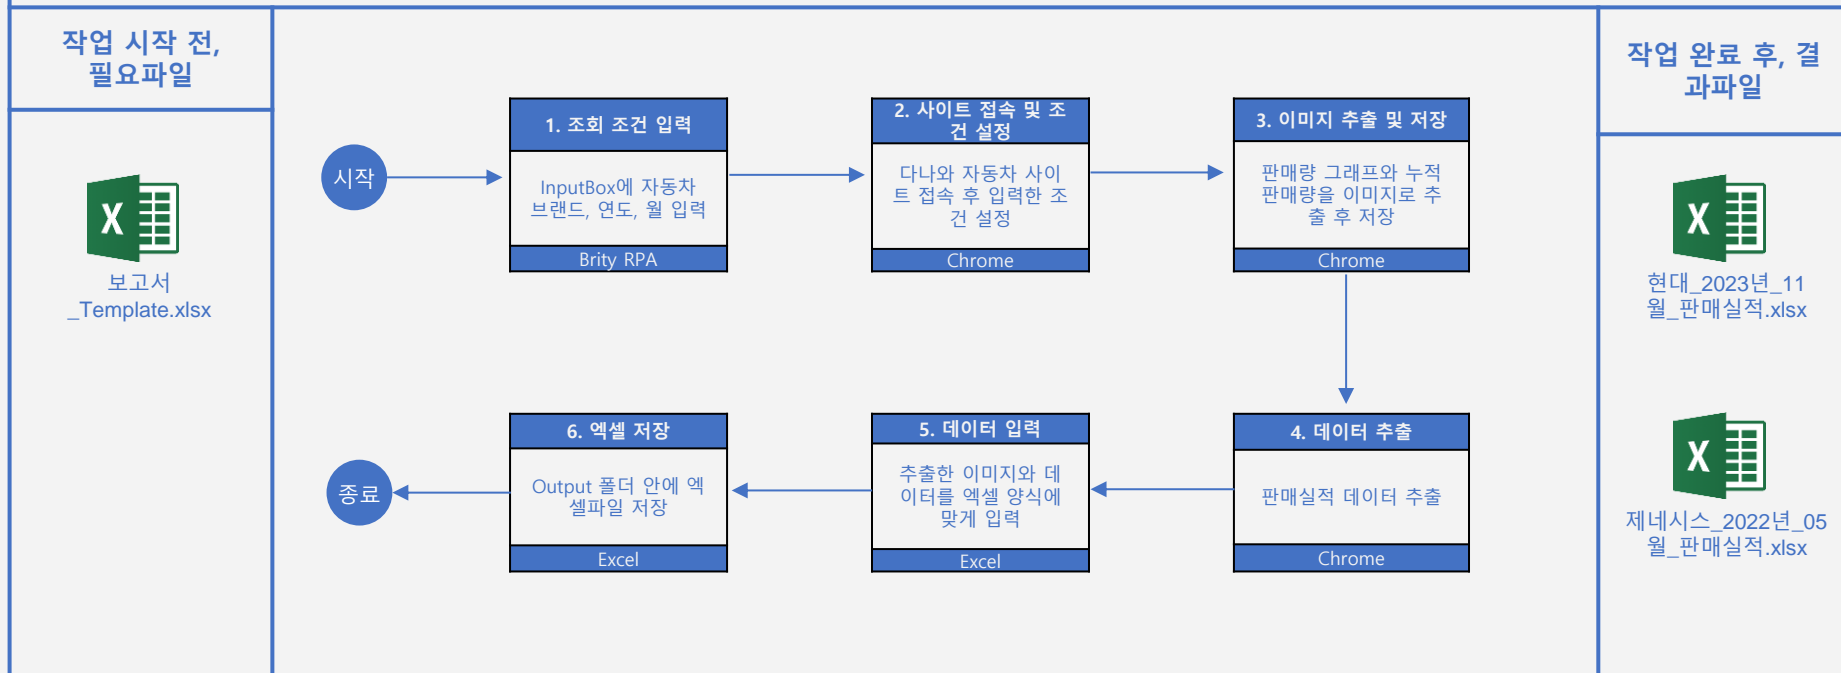 작업 시작 전,
필요파일
보고서
_Template.xlsx
시작
1. 조회 조건 입력
InputBox에 자동차
브랜드, 연도, 월 입력
Brity RPA
2. 사이트 접속 및 조
건 설정
다나와 자동차 사이
트 접속 후 입력한 조
건 설정
Chrome
3. 이미지 추출 및 저장
판매량 그래프와 누적
판매량을 이미지로 추
출 후 저장
Chrome
4. 데이터 추출
판매실적 데이터 추출
Chrome
5. 데이터 입력
추출한 이미지와 데
이터를 엑셀 양식에
맞게 입력
Excel
6. 엑셀 저장
Output 폴더 안에 엑
셀파일 저장
Excel
종료
작업 완료 후, 결
과파일
현대_2023년_11
월_판매실적.xlsx
제네시스_2022년_05
월_판매실적.xlsx